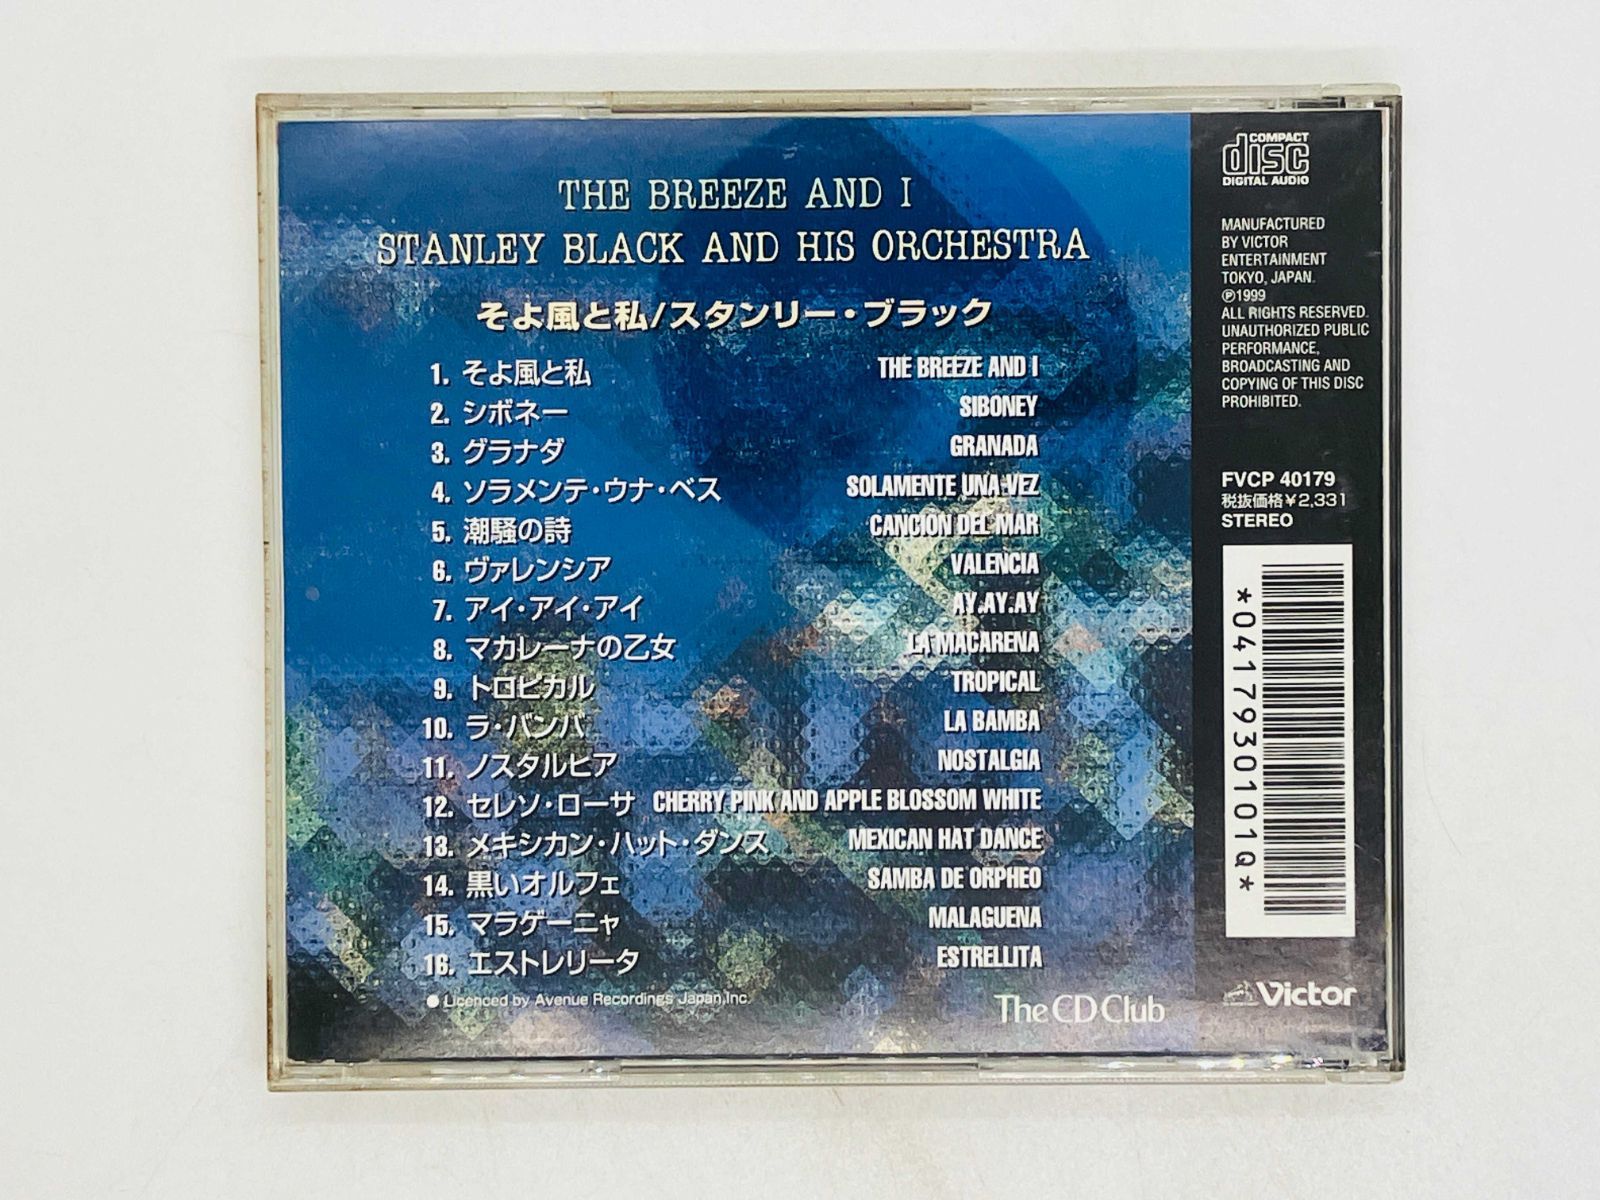 THE BREEZE AND I
STANLEY BLACK AND HIS ORCHESTRA
そよ風と私/スタンリー・ブラック
1. そよ風と私 THE BREEZE AND I
2. シボネー SIBONEY
3. グラナダ GRANADA
4. ソラメンテ・ウナ・ベス SOLAMENTE UNA VEZ
5. 潮騒の詩 CANCION DEL MAR
6. ヴァレンシア VALENCIA
7. アイ・アイ・アイ AY.AY.AY
8. マカレーナの乙女 LA MACARENA
9. トロピカル TROPICAL
10. ラ・バンバ LA BAMBA
11. ノスタルヒア NOSTALGIA
12. セレソ・ローサ CHERRY PINK AND APPLE BLOSSOM WHITE
13. メキシカン・ハット・ダンス MEXICAN HAT DANCE
14. 黒いオルフェ SAMBA DE ORPHEO
15. マラゲーニャ MALAGUENA
16. エストレリータ ESTRELLITA
● Licenced by Avenue Recordings Japan,Inc.
The CD Club
COMPACT
disc
DIGITAL AUDIO
MANUFACTURED
BY VICTOR
ENTERTAINMENT
TOKYO, JAPAN.
℗1999
ALL RIGHTS RESERVED.
UNAUTHORIZED PUBLIC
PERFORMANCE,
BROADCASTING AND
COPYING OF THIS DISC
PROHIBITED.
FVCP 40179
税抜価格¥2,331
STEREO
*0417930101Q*
Victor